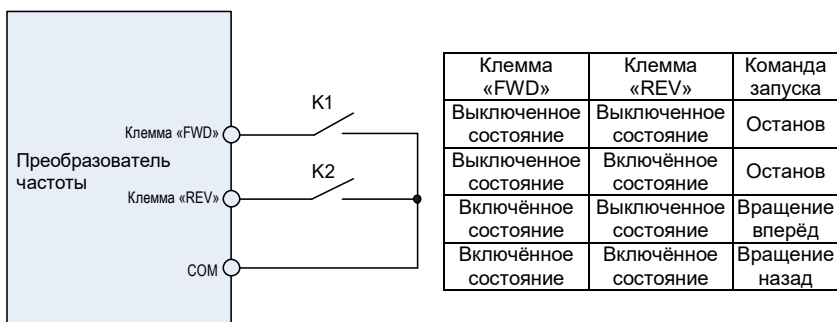 Преобразователь
частоты
Клемма «FWD»
Клемма «REV»
COM
K1
K2
Клемма «FWD» Клемма «REV» Команда запуска
Выключенное состояние Выключенное состояние Останов
Выключенное состояние Включённое состояние Останов
Включённое состояние Выключенное состояние Вращение вперёд
Включённое состояние Включённое состояние Вращение назад